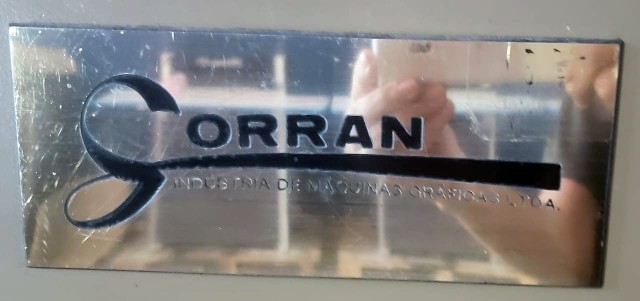 SORRAN
INDÚSTRIA DE MÁQUINAS GRÁFICAS LTDA.